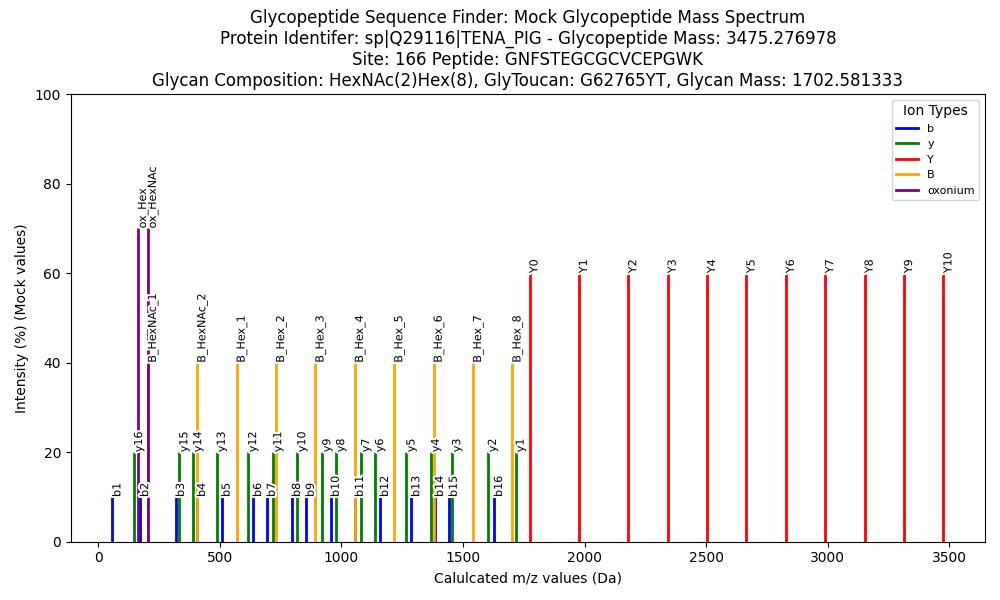 Glycopeptide Sequence Finder: Mock Glycopeptide Mass Spectrum
Protein Identifer: sp|Q29116|TENA_PIG - Glycopeptide Mass: 3475.276978
Site: 166 Peptide: GNFSTEGCGCVCEPGWK
Glycan Composition: HexNAc(2)Hex(8), GlyToucan: G62765YT, Glycan Mass: 1702.581333
Intensity (%) (Mock values)
100
80
60
40
20
0
Ion Types
b
y
Y
B
oxonium
ox_Hex
ox_HexNAc
Y0
Y1
Y2
Y3
Y4
Y5
Y6
Y7
Y8
Y9
Y10
B_HexNAc_1
B_HexNAc_2
B_Hex_1
B_Hex_2
B_Hex_3
B_Hex_4
B_Hex_5
B_Hex_6
B_Hex_7
B_Hex_8
y16
y15
y14
y13
y12
y11
y10
y9
y8
y7
y6
y5
y4
y3
y2
y1
b1
b2
b3
b4
b5
b6
b7
b8
b9
b10
b11
b12
b13
b14
b15
b16
0
500
1000
1500
2000
2500
3000
3500
Calulcated m/z values (Da)